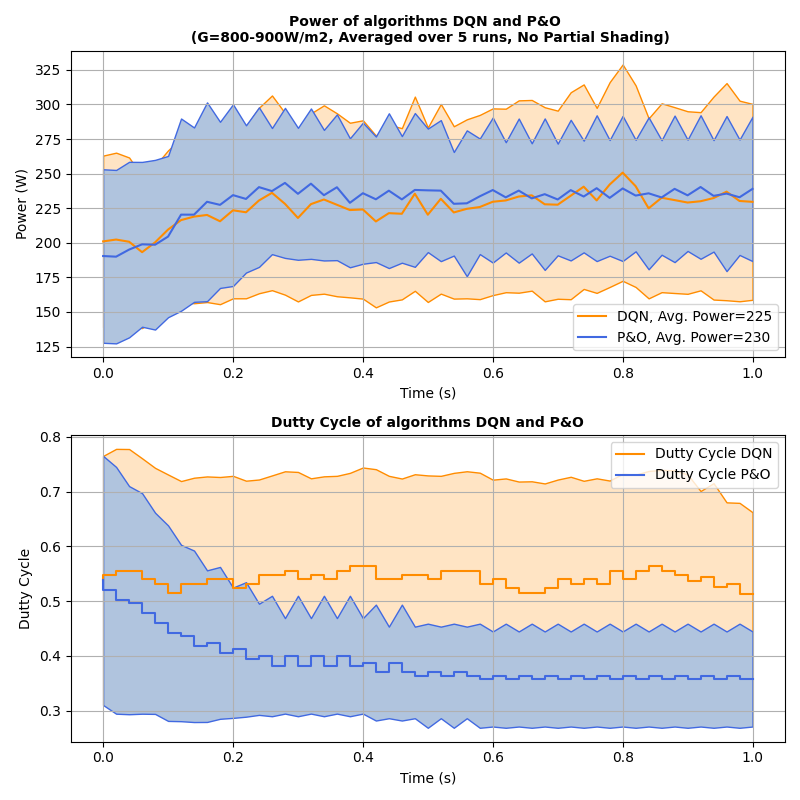 Power of algorithms DQN and P&O
(G=800-900W/m2, Averaged over 5 runs, No Partial Shading)
Power (W)
325
300
275
250
225
200
175
150
125
DQN, Avg. Power=225
P&O, Avg. Power=230
0.0 0.2 0.4 0.6 0.8 1.0
Time (s)
Dutty Cycle of algorithms DQN and P&O
Dutty Cycle
0.8
0.7
0.6
0.5
0.4
0.3
Dutty Cycle DQN
Dutty Cycle P&O
0.0 0.2 0.4 0.6 0.8 1.0
Time (s)